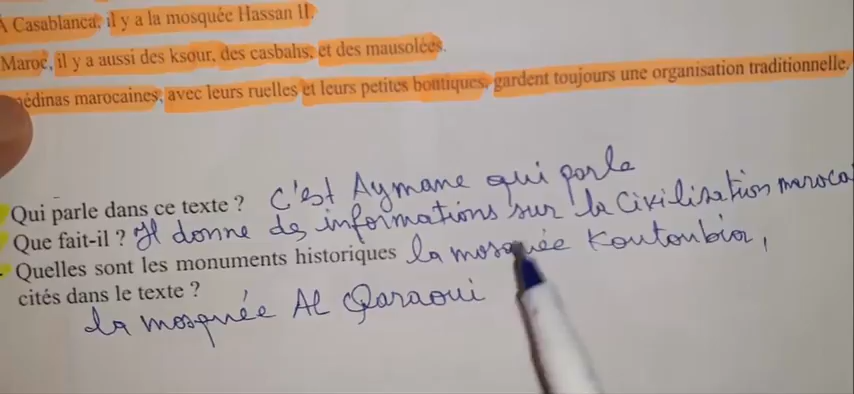 À Casablanca, il y a la mosquée Hassan II.
Maroc, il y a aussi des ksour, des casbahs, et des mausolées.
médinas marocaines, avec leurs ruelles et leurs petites boutiques, gardent toujours une organisation traditionnelle.
Qui parle dans ce texte ? C'est Aymane qui parle
Que fait-il ? Il donne des informations sur la Civilisation maroca
Quelles sont les monuments historiques la mosquée Koutoubia,
cités dans le texte ?
la mosquée Al Qaraoui